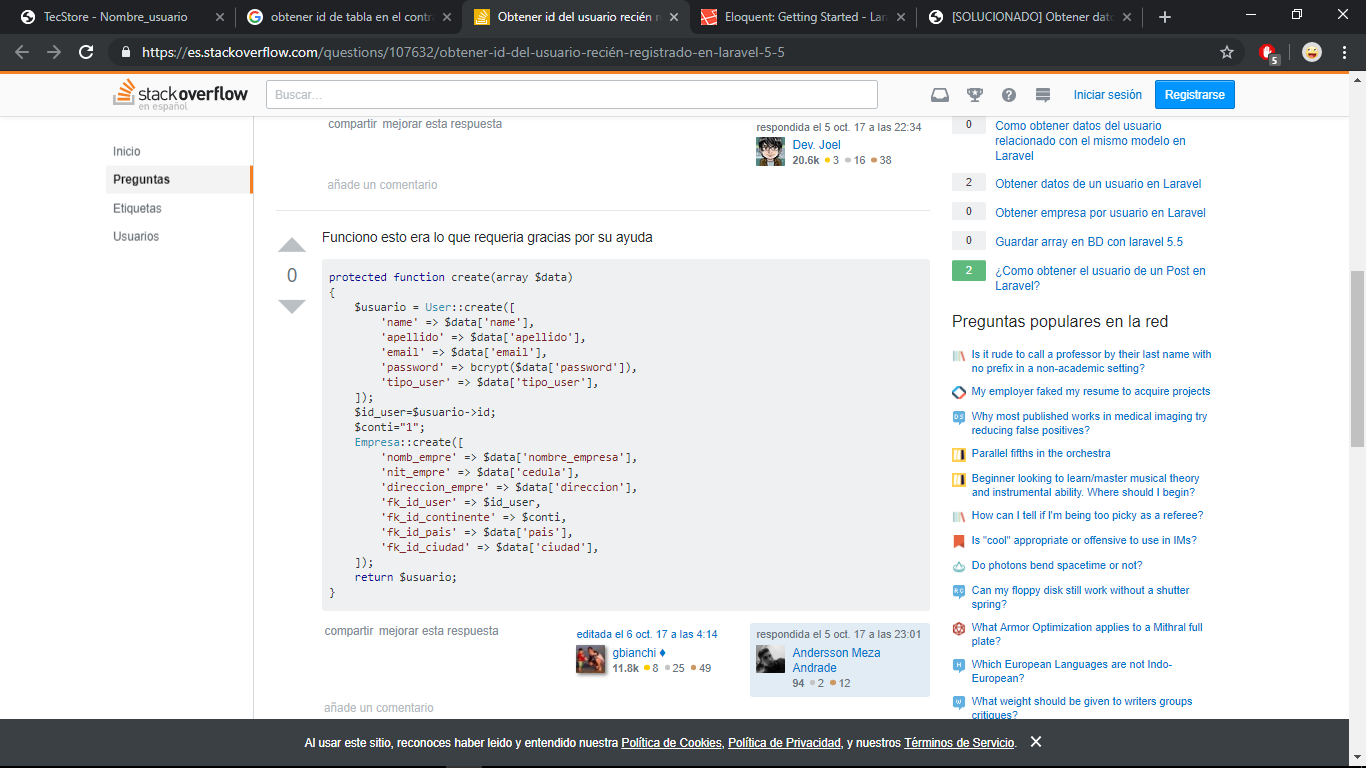 TecStore - Nombre_usuario
obtener id de tabla en el contr
Obtener id del usuario recién r
Eloquent: Getting Started - Lar
[SOLUCIONADO] Obtener dato
https://es.stackoverflow.com/questions/107632/obtener-id-del-usuario-recién-registrado-en-laravel-5-5
5
stackoverflow
en español
Buscar...
Iniciar sesión
Registrarse
Inicio
Preguntas
Etiquetas
Usuarios
compartir mejorar esta respuesta
respondida el 5 oct. 17 a las 22:34
Dev. Joel
20.6k 3 16 38
añade un comentario
0
Funciono esto era lo que requeria gracias por su ayuda
protected function create(array $data)
{
$usuario = User::create([
'name' => $data['name'],
'apellido' => $data['apellido'],
'email' => $data['email'],
'password' => bcrypt($data['password']),
'tipo_user' => $data['tipo_user'],
]);
$id_user=$usuario->id;
$conti="1";
Empresa::create([
'nomb_empre' => $data['nombre_empresa'],
'nit_empre' => $data['cedula'],
'direccion_empre' => $data['direccion'],
'fk_id_user' => $id_user,
'fk_id_continente' => $conti,
'fk_id_pais' => $data['pais'],
'fk_id_ciudad' => $data['ciudad'],
]);
return $usuario;
}
compartir mejorar esta respuesta
editada el 6 oct. 17 a las 4:14
gbianchi ♦
11.8k 8 25 49
respondida el 5 oct. 17 a las 23:01
Andersson Meza
Andrade
94 2 12
añade un comentario
0
Como obtener datos del usuario
relacionado con el mismo modelo en
Laravel
2
Obtener datos de un usuario en Laravel
0
Obtener empresa por usuario en Laravel
0
Guardar array en BD con laravel 5.5
2
¿Como obtener el usuario de un Post en
Laravel?
Preguntas populares en la red
Is it rude to call a professor by their last name with
no prefix in a non-academic setting?
My employer faked my resume to acquire projects
Why most published works in medical imaging try
reducing false positives?
Parallel fifths in the orchestra
Beginner looking to learn/master musical theory
and instrumental ability. Where should I begin?
How can I tell if I'm being too picky as a referee?
Is "cool" appropriate or offensive to use in IMs?
Do photons bend spacetime or not?
Can my floppy disk still work without a shutter
spring?
What Armor Optimization applies to a Mithral full
plate?
Which European Languages are not Indo-
European?
What weight should be given to writers groups
critiques?
Al usar este sitio, reconoces haber leido y entendido nuestra Política de Cookies, Política de Privacidad, y nuestros Términos de Servicio.